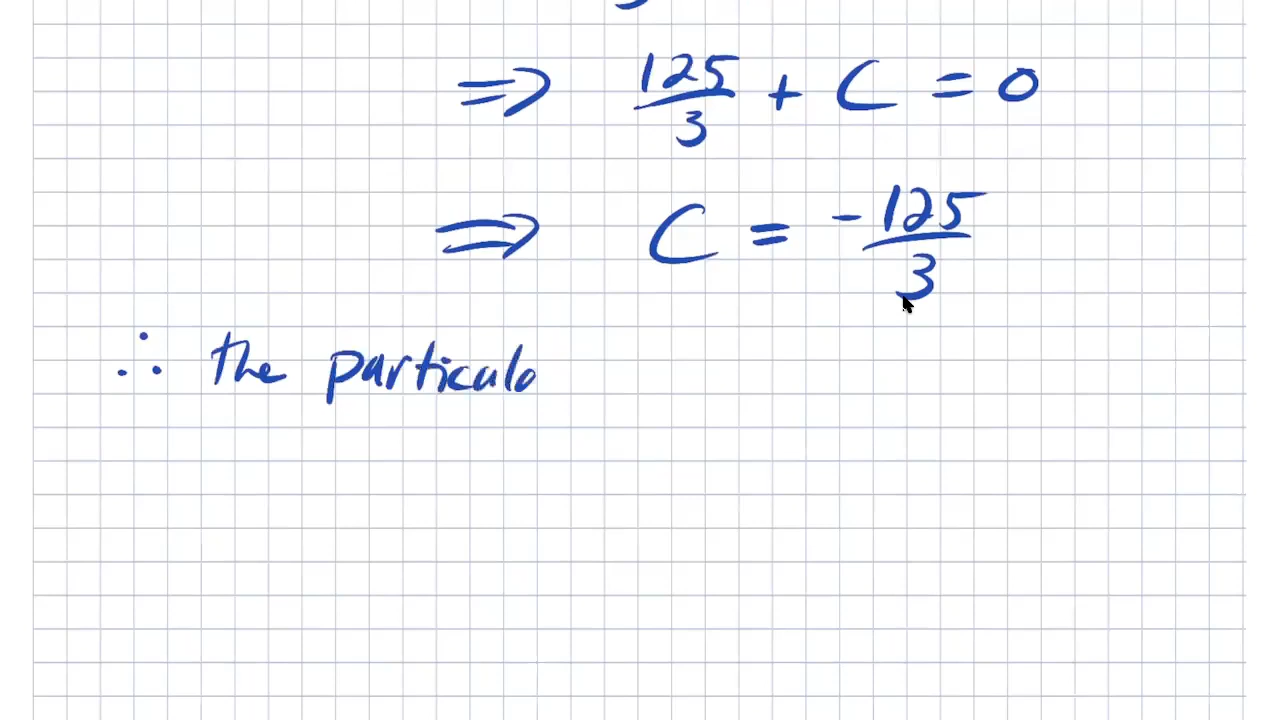 ⇒ 125/3 + C = 0
⇒ C = -125/3
∴ the particula